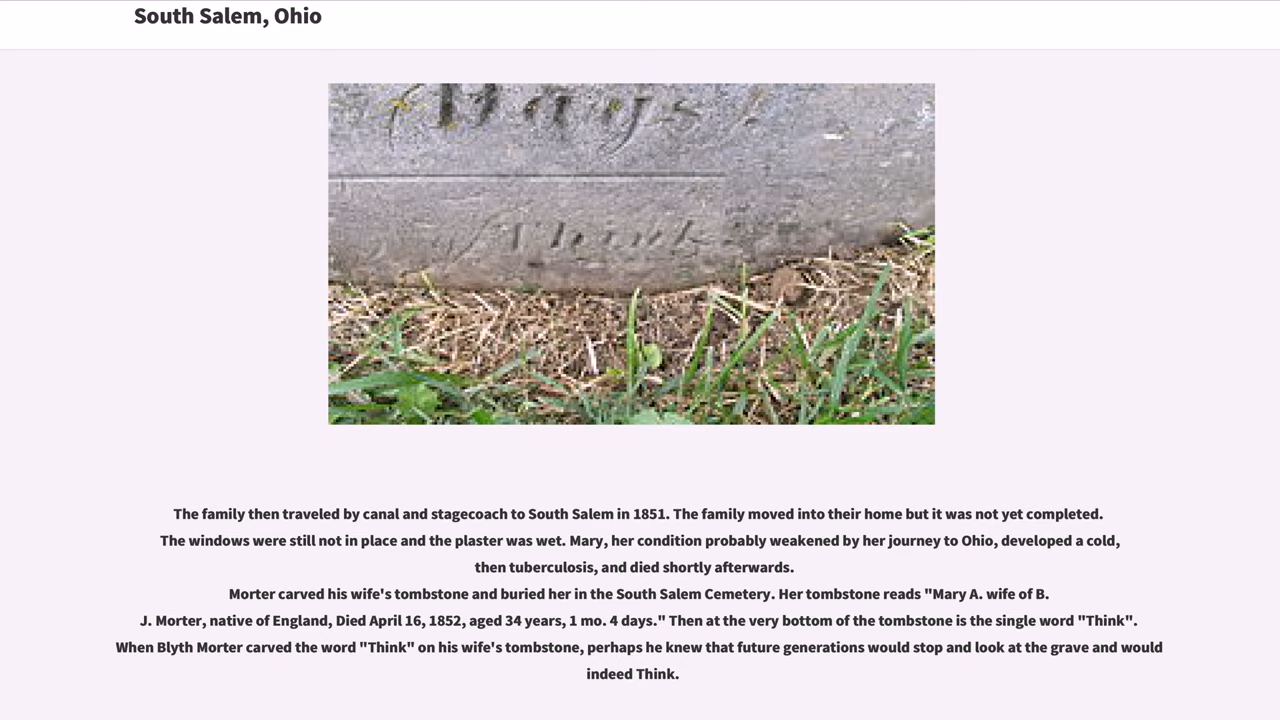 South Salem, Ohio
Days.
Think.
The family then traveled by canal and stagecoach to South Salem in 1851. The family moved into their home but it was not yet completed.
The windows were still not in place and the plaster was wet. Mary, her condition probably weakened by her journey to Ohio, developed a cold,
then tuberculosis, and died shortly afterwards.
Morter carved his wife's tombstone and buried her in the South Salem Cemetery. Her tombstone reads "Mary A. wife of B.
J. Morter, native of England, Died April 16, 1852, aged 34 years, 1 mo. 4 days." Then at the very bottom of the tombstone is the single word "Think".
When Blyth Morter carved the word "Think" on his wife's tombstone, perhaps he knew that future generations would stop and look at the grave and would
indeed Think.